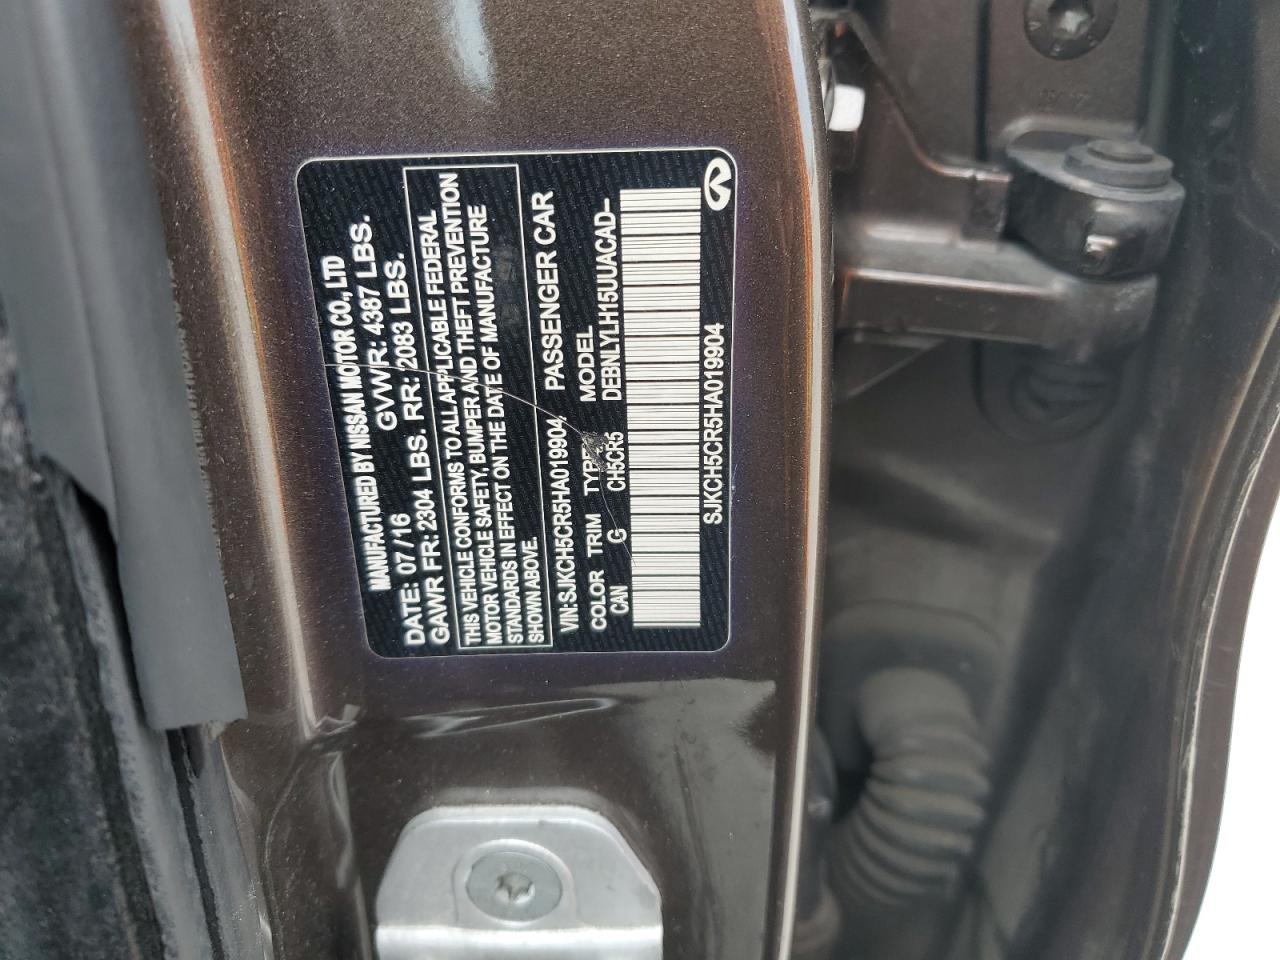 MANUFACTURED BY NISSAN MOTOR CO., LTD
DATE: 07/16 GVWR: 4387 LBS.
GAWR FR: 2304 LBS. RR: 2083 LBS.
THIS VEHICLE CONFORMS TO ALL APPLICABLE FEDERAL
MOTOR VEHICLE SAFETY, BUMPER AND THEFT PREVENTION
STANDARDS IN EFFECT ON THE DATE OF MANUFACTURE
SHOWN ABOVE.
VIN: SJKCH5CR5HA019904 PASSENGER CAR
COLOR TRIM TYPE MODEL
CAN G CH5CR5 DEBNLYLH15UUACAD-
SJKCH5CR5HA019904